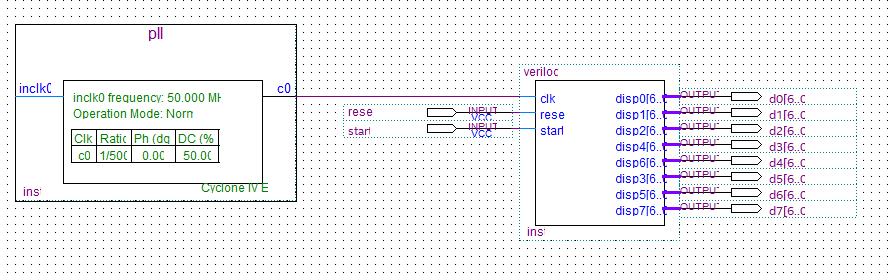 pll
inclk0
c0
inclk0 frequency: 50.000 MH
Operation Mode: Norm
Clk Ratio Ph (dg DC (%
c0 1/500 0.00 50.00
ins
Cyclone IV E
rese INPUT VCC
start INPUT VCC
veriloc
clk
rese
start
disp0[6.. OUTPUT d0[6..0
disp1[6.. OUTPUT d1[6..0
disp2[6.. OUTPUT d2[6..0
disp4[6.. OUTPUT d3[6..0
disp6[6.. OUTPUT d4[6..0
disp3[6.. OUTPUT d5[6..0
disp5[6.. OUTPUT d6[6..0
disp7[6.. OUTPUT d7[6..0
ins